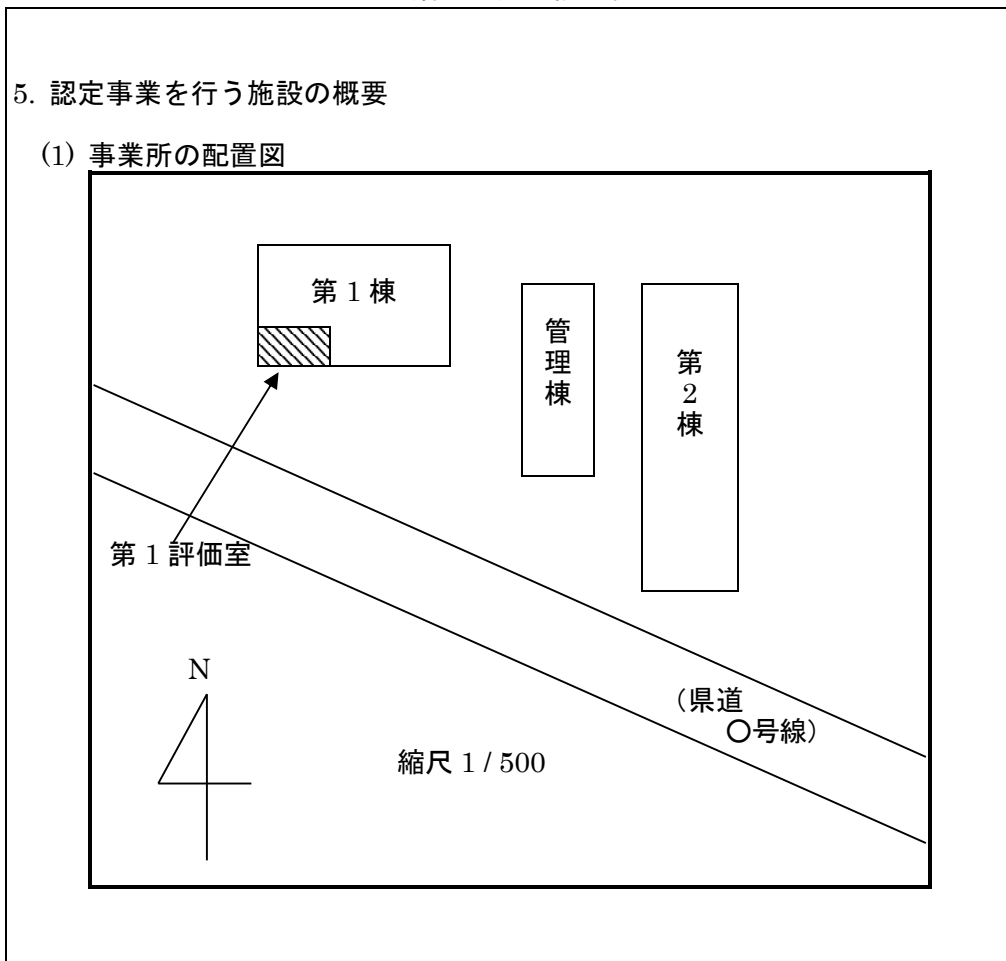 5. 認定事業を行う施設の概要
(1) 事業所の配置図
第 1 棟
管理棟
第2棟
第 1 評価室
N
(県道
○号線)
縮尺 1 / 500